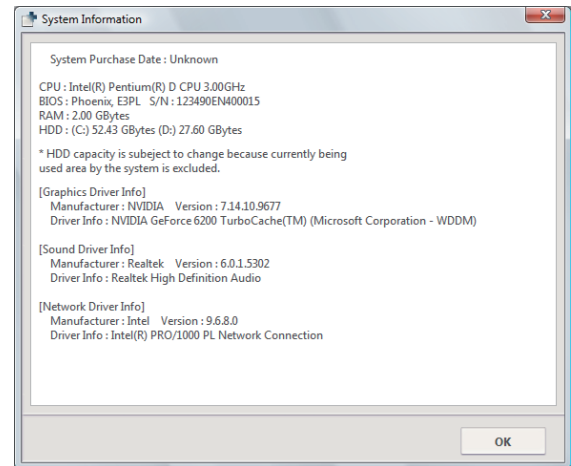 System Information
System Purchase Date : Unknown
CPU : Intel(R) Pentium(R) D CPU 3.00GHz
BIOS : Phoenix, E3PL S/N : 123490EN400015
RAM : 2.00 GBytes
HDD : (C:) 52.43 GBytes (D:) 27.60 GBytes
* HDD capacity is subeject to change because currently being
used area by the system is excluded.
[Graphics Driver Info]
Manufacturer : NVIDIA Version : 7.14.10.9677
Driver Info : NVIDIA GeForce 6200 TurboCache(TM) (Microsoft Corporation - WDDM)
[Sound Driver Info]
Manufacturer : Realtek Version : 6.0.1.5302
Driver Info : Realtek High Definition Audio
[Network Driver Info]
Manufacturer : Intel Version : 9.6.8.0
Driver Info : Intel(R) PRO/1000 PL Network Connection
OK